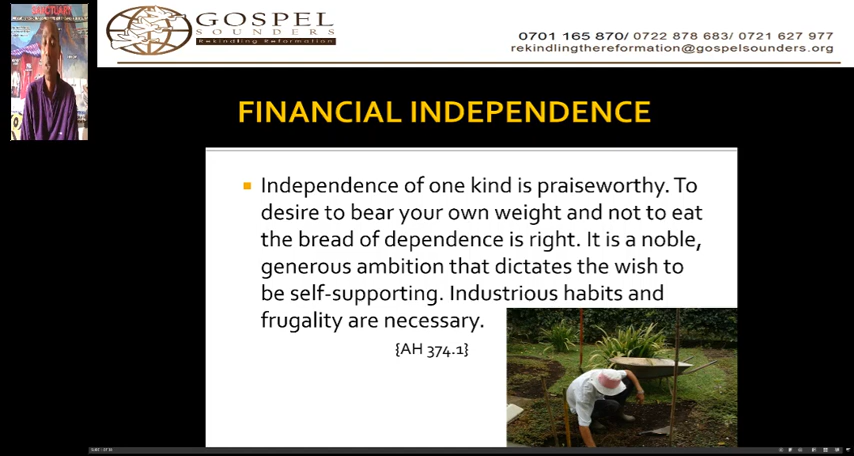 SANCTUARY
GOSPEL
SOUNDERS
Rekindling Reformation
0701 165 870/ 0722 878 683/ 0721 627 977
rekindlingthereformation@gospelsounders.org
FINANCIAL INDEPENDENCE
Independence of one kind is praiseworthy. To
desire to bear your own weight and not to eat
the bread of dependence is right. It is a noble,
generous ambition that dictates the wish to
be self-supporting. Industrious habits and
frugality are necessary.
{AH 374.1}